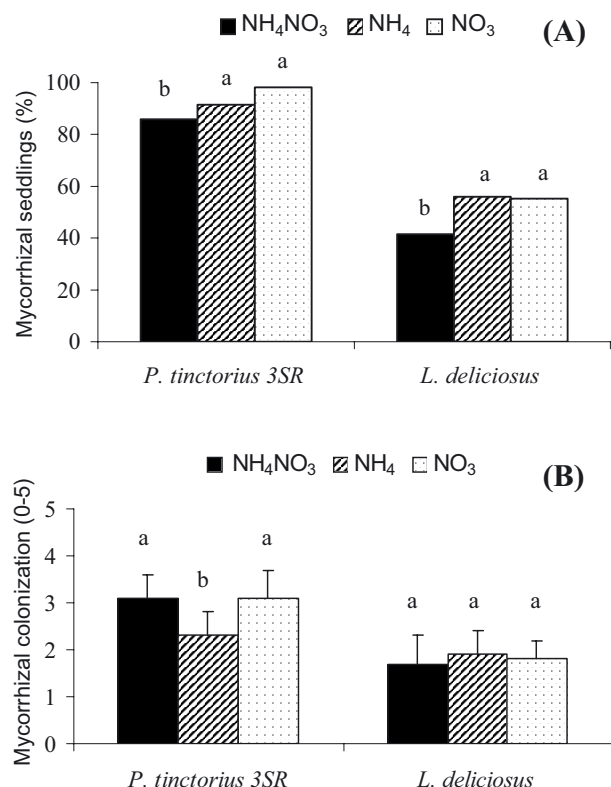 NH₄NO₃ NH₄ NO₃ (A)
Mycorrhizal seddlings (%)
100
80
60
40
20
0
b a a
b a a
P. tinctorius 3SR L. deliciosus
NH₄NO₃ NH₄ NO₃ (B)
Mycorrhizal colonization (0-5)
5
4
3
2
1
0
a b a
a a a
P. tinctorius 3SR L. deliciosus